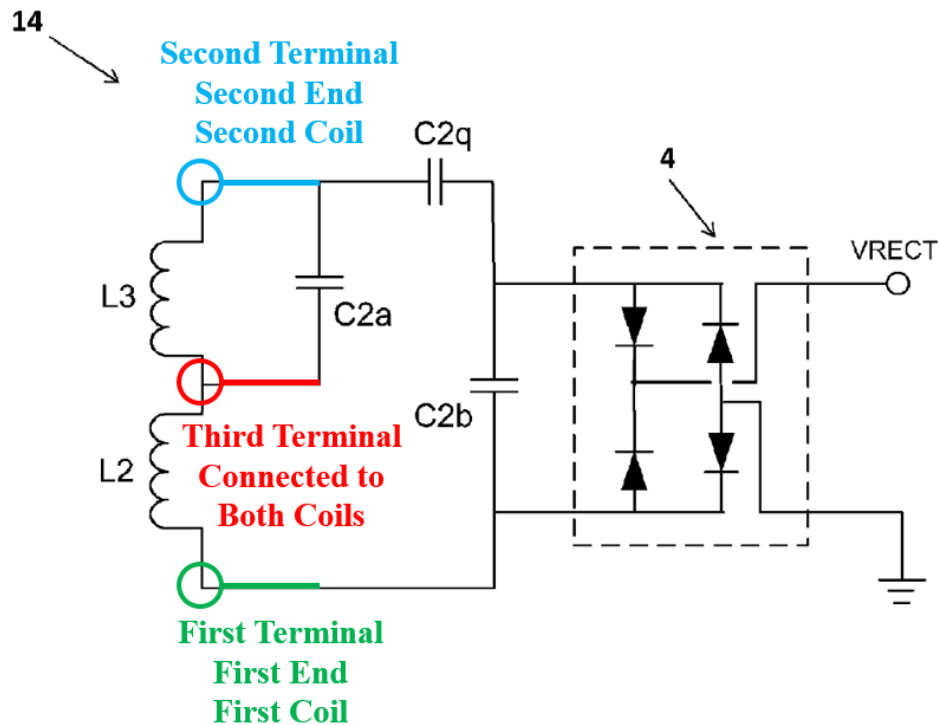 14
Second Terminal
Second End
Second Coil
C2q
4
VRECT
L3
C2a
C2b
Third Terminal
Connected to
Both Coils
L2
First Terminal
First End
First Coil